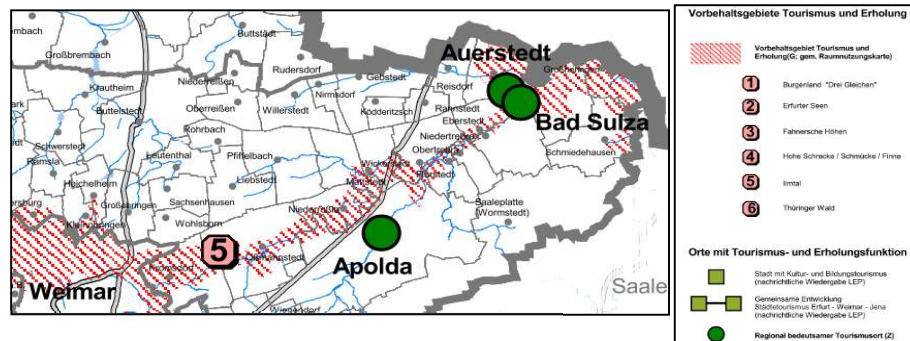 Buttstädt
Großbrembach
Rudersdorf
Auerstedt
Großheringen
Krautheim
Niederreißen
Nirmsdorf
Gebstedt
Reisdorf
Buttelstedt
Oberreißen
Willerstedt
Ködderitzsch
Rannstedt
Eberstedt
Bad Sulza
Rohrbach
Schwerstedt
Leutenthal
Pfiffelbach
Niedertrebra
Obertrebra
Schmiedehausen
Ramsla
Wickerstedt
Liebstedt
Mattstedt
Flurstedt
Heichelheim
Sachsenhausen
Saaleplatte
(Wormstedt)
Großobringen
Niederroßla
Kleinobringen
Wohlsborn
5
Oßmannstedt
Apolda
Kromsdorf
Weimar
Wiegendorf
Saale
Vorbehaltsgebiete Tourismus und Erholung
Vorbehaltsgebiet Tourismus und
Erholung(G; gem. Raumnutzungskarte)
1 Burgenland "Drei Gleichen"
2 Erfurter Seen
3 Fahnersche Höhen
4 Hohe Schrecke / Schmücke / Finne
5 Ilmtal
6 Thüringer Wald
Orte mit Tourismus- und Erholungsfunktion
Stadt mit Kultur- und Bildungstourismus
(nachrichtliche Wiedergabe LEP)
Gemeinsame Entwicklung
Städtetourismus Erfurt - Weimar - Jena
(nachrichtliche Wiedergabe LEP)
Regional bedeutsamer Tourismusort (Z)